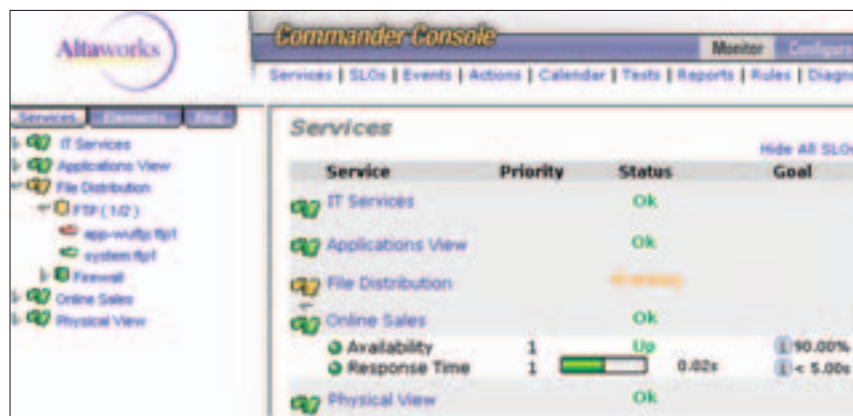 Altaworks
Commander Console
Monitor Configure
Services | SLOs | Events | Actions | Calendar | Tests | Reports | Rules |
Services Elements Find
IT Services
Applications View
File Distribution
FTP (1/2)
Firewall
Online Sales
Physical View
Services
Hide All SLOs
Service Priority Status Goal
IT Services Ok
Applications View Ok
File Distribution
Online Sales Ok
Availability 1 Up 90.00%
Response Time 1 0.02s < 5.00s
Physical View Ok